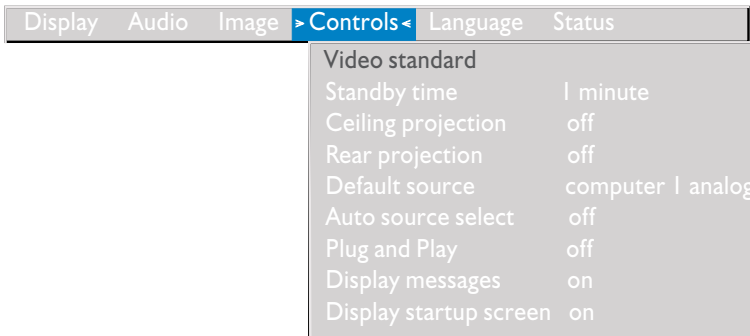 Display Audio Image >Controls< Language Status
Video standard
Standby time 1 minute
Ceiling projection off
Rear projection off
Default source computer 1 analog
Auto source select off
Plug and Play off
Display messages on
Display startup screen on